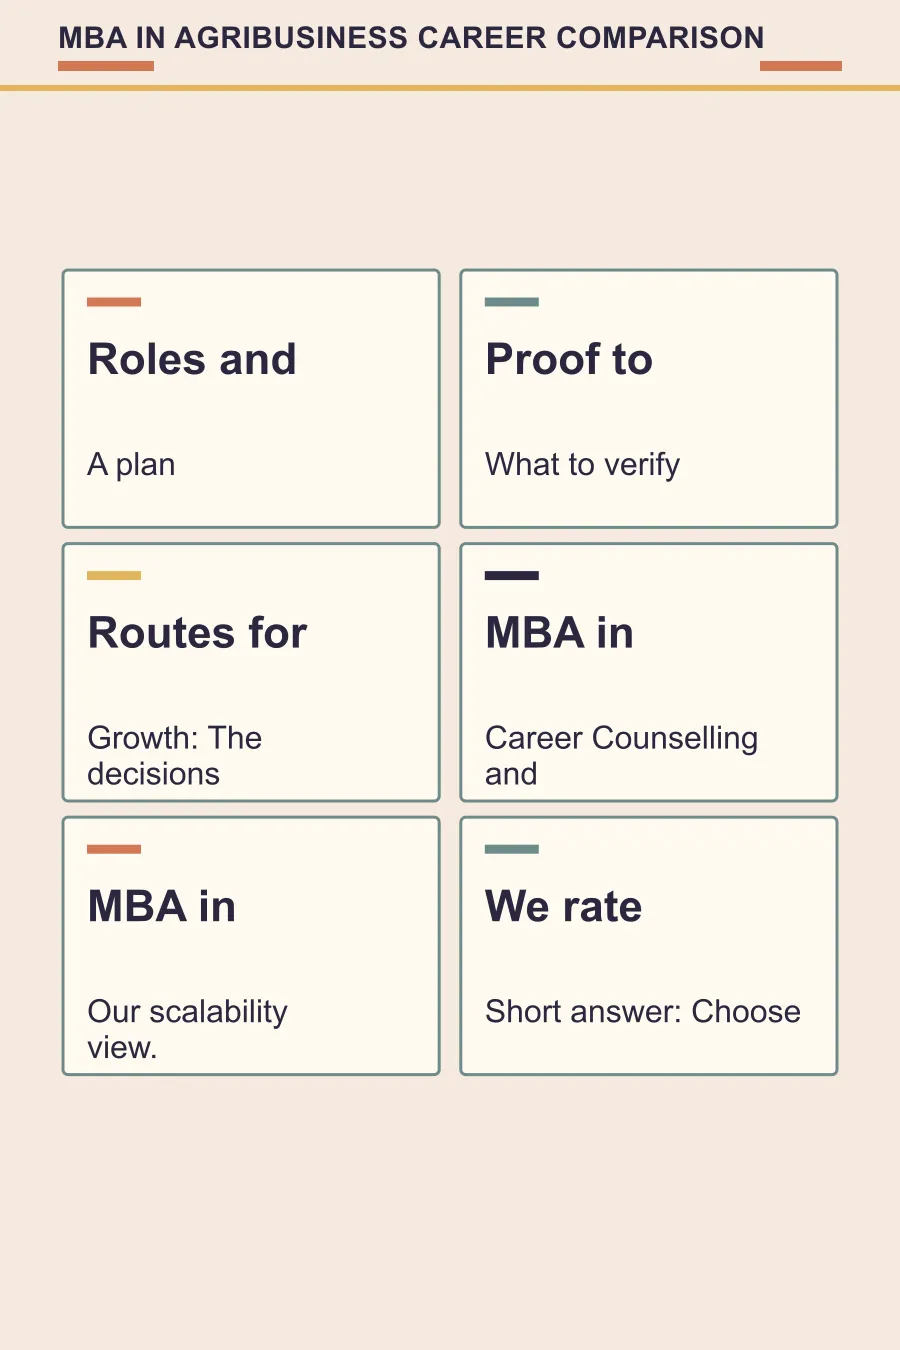 MBA IN AGRIBUSINESS CAREER COMPARISON
Roles and
A plan
Proof to
What to verify
Routes for
Growth: The
decisions
MBA in
Career Counselling
and
MBA in
Our scalability
view.
We rate
Short answer: Choose